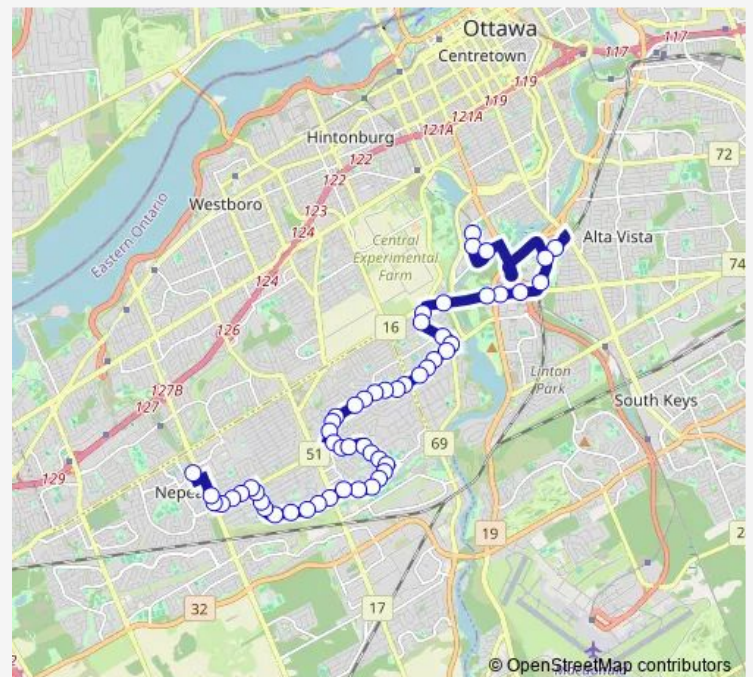 Ottawa
117
117
Centretown
119
119
121A
121A
Hintonburg
122
122
72
Westboro
123
124
Alta Vista
Eastern Ontario
Central
Experimental
Farm
74
124
16
126
Linton
Park
127B
127
South Keys
51
69
129
19
2
32
17
© OpenStreetMap contributors